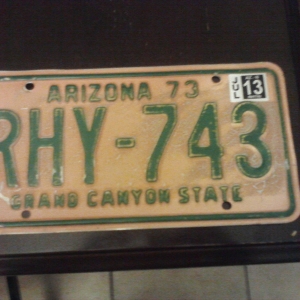 ARIZONA 73
JUL 13
RHY-743
GRAND CANYON STATE